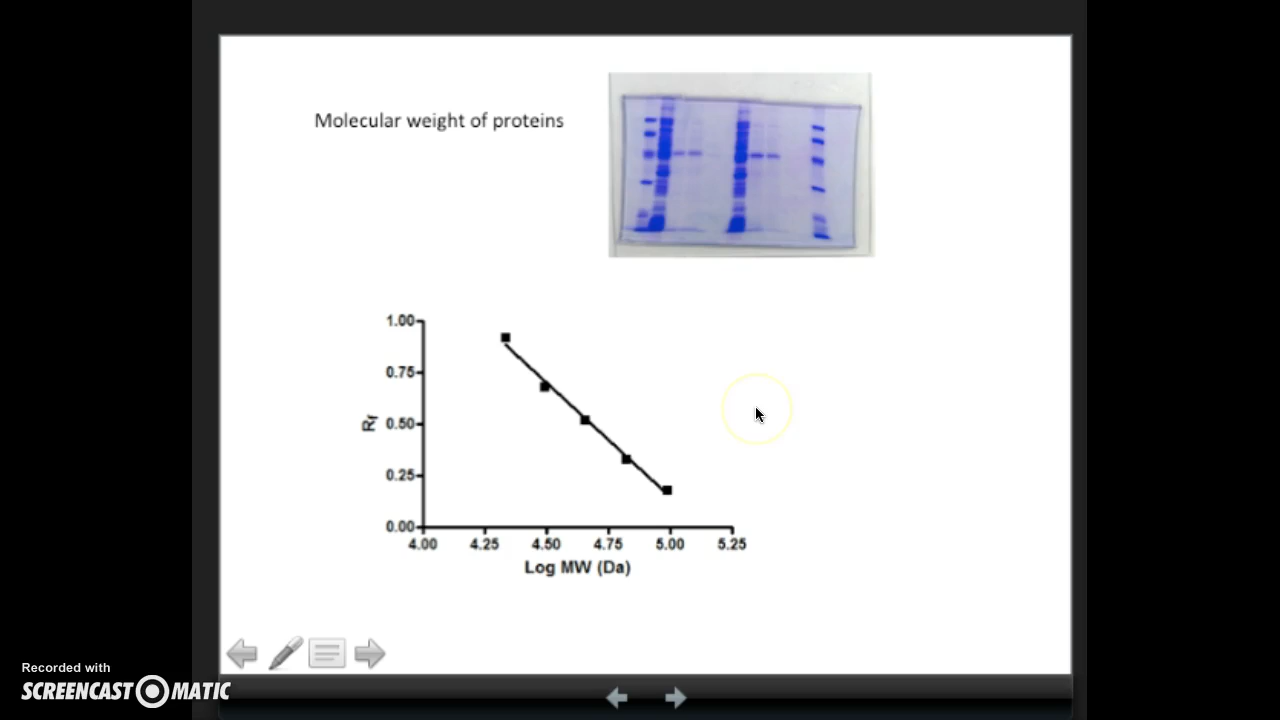 Molecular weight of proteins
1.00
0.75
0.50
0.25
0.00
Rf
4.00 4.25 4.50 4.75 5.00 5.25
Log MW (Da)
Recorded with
SCREENCAST MATIC